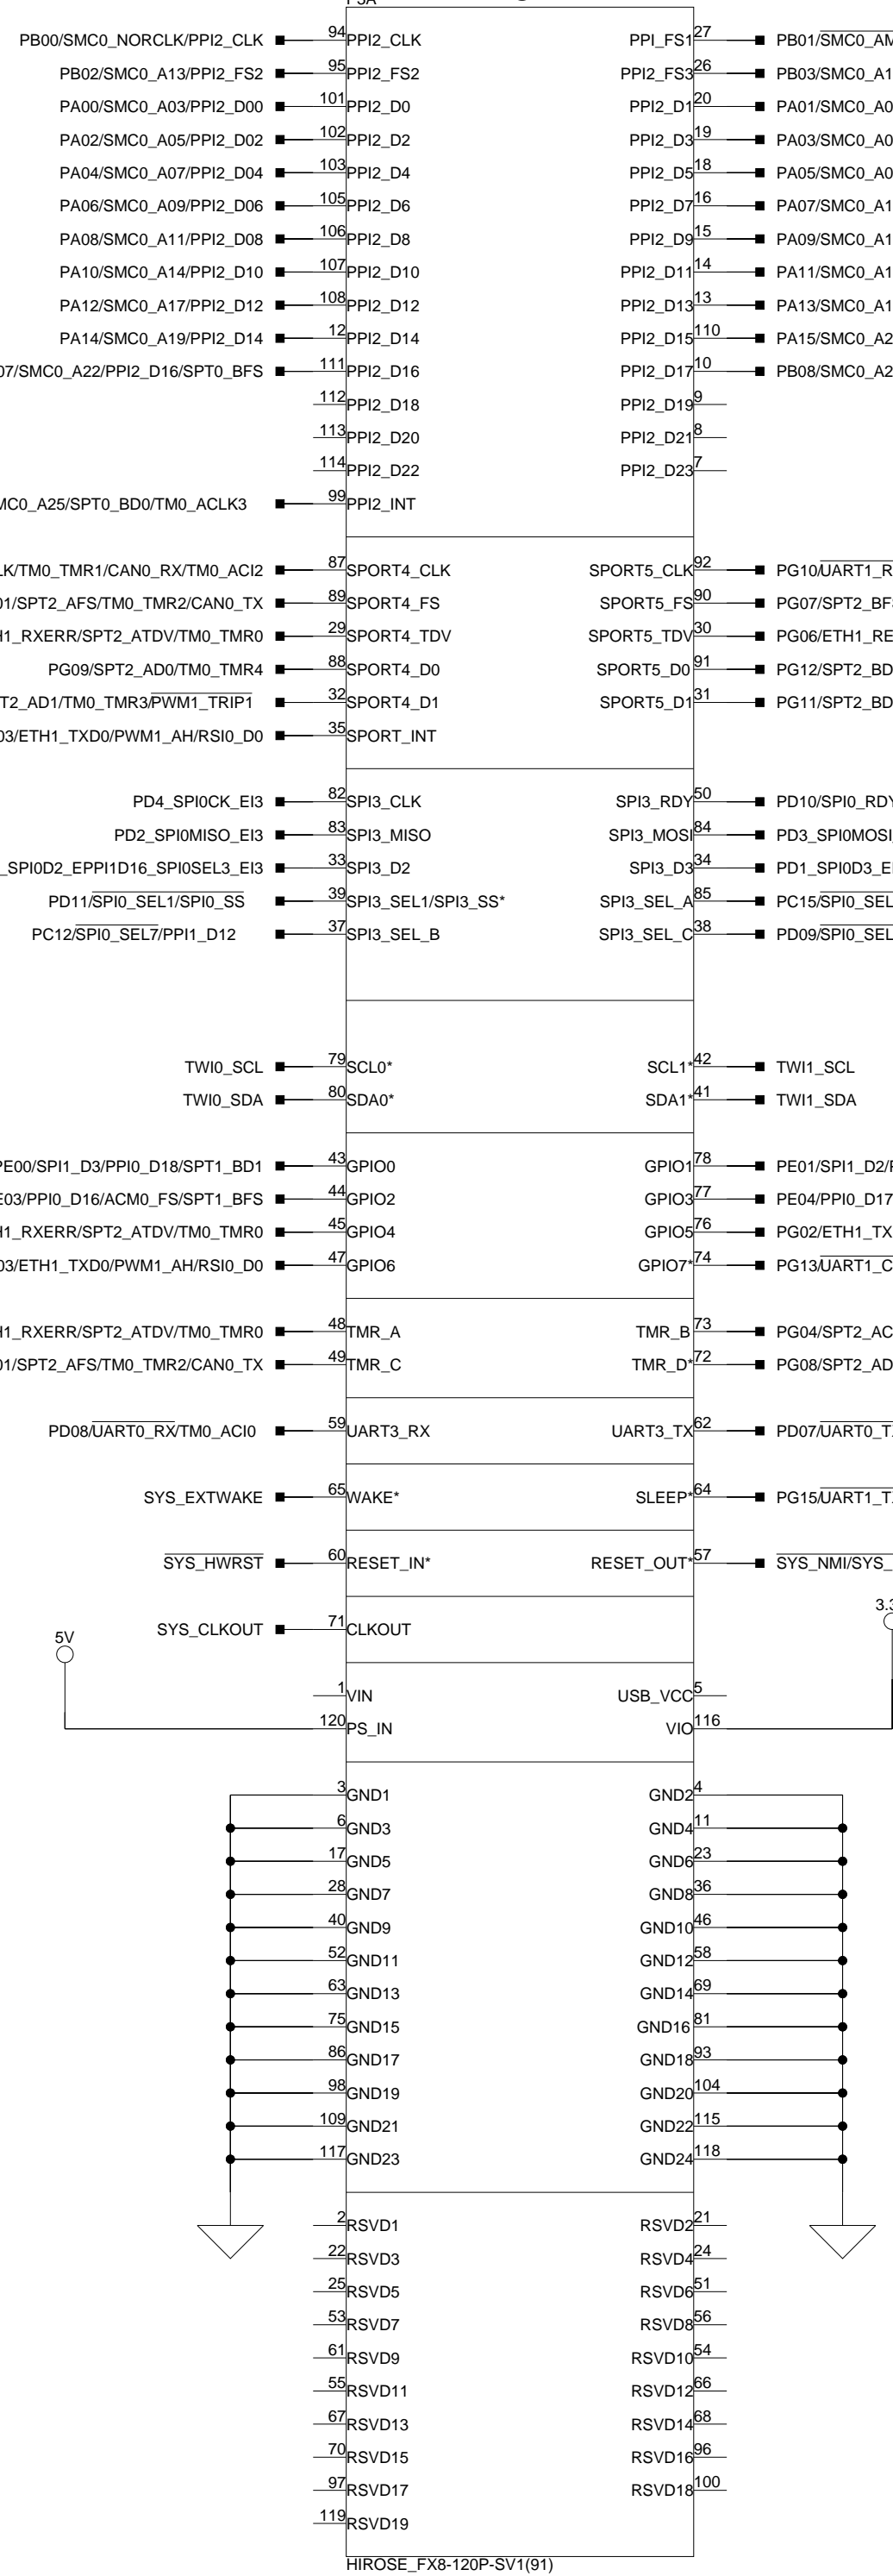 PB00/SMC0_NORCLK/PPI2_CLK 94 PPI2_CLK PPI_FS1 27 PB01/SMC0_AM
PB02/SMC0_A13/PPI2_FS2 95 PPI2_FS2 PPI2_FS3 26 PB03/SMC0_A1
PA00/SMC0_A03/PPI2_D00 101 PPI2_D0 PPI2_D1 20 PA01/SMC0_A0
PA02/SMC0_A05/PPI2_D02 102 PPI2_D2 PPI2_D3 19 PA03/SMC0_A0
PA04/SMC0_A07/PPI2_D04 103 PPI2_D4 PPI2_D5 18 PA05/SMC0_A0
PA06/SMC0_A09/PPI2_D06 105 PPI2_D6 PPI2_D7 16 PA07/SMC0_A1
PA08/SMC0_A11/PPI2_D08 106 PPI2_D8 PPI2_D9 15 PA09/SMC0_A1
PA10/SMC0_A14/PPI2_D10 107 PPI2_D10 PPI2_D11 14 PA11/SMC0_A1
PA12/SMC0_A17/PPI2_D12 108 PPI2_D12 PPI2_D13 13 PA13/SMC0_A1
PA14/SMC0_A19/PPI2_D14 12 PPI2_D14 PPI2_D15 110 PA15/SMC0_A2
07/SMC0_A22/PPI2_D16/SPT0_BFS 111 PPI2_D16 PPI2_D17 10 PB08/SMC0_A2
112 PPI2_D18 PPI2_D19 9
113 PPI2_D20 PPI2_D21 8
114 PPI2_D22 PPI2_D23 7
MC0_A25/SPT0_BD0/TM0_ACLK3 99 PPI2_INT
LK/TM0_TMR1/CAN0_RX/TM0_ACI2 87 SPORT4_CLK SPORT5_CLK 92 PG10/UART1_R
01/SPT2_AFS/TM0_TMR2/CAN0_TX 89 SPORT4_FS SPORT5_FS 90 PG07/SPT2_BF
H1_RXERR/SPT2_ATDV/TM0_TMR0 29 SPORT4_TDV SPORT5_TDV 30 PG06/ETH1_RE
PG09/SPT2_AD0/TM0_TMR4 88 SPORT4_D0 SPORT5_D0 91 PG12/SPT2_BD
T2_AD1/TM0_TMR3/PWM1_TRIP1 32 SPORT4_D1 SPORT5_D1 31 PG11/SPT2_BD
03/ETH1_TXD0/PWM1_AH/RSI0_D0 35 SPORT_INT
PD4_SPI0CK_EI3 82 SPI3_CLK SPI3_RDY 50 PD10/SPI0_RDY
PD2_SPI0MISO_EI3 83 SPI3_MISO SPI3_MOSI 84 PD3_SPI0MOSI
_SPI0D2_EPPI1D16_SPI0SEL3_EI3 33 SPI3_D2 SPI3_D3 34 PD1_SPI0D3_E
PD11/SPI0_SEL1/SPI0_SS 39 SPI3_SEL1/SPI3_SS* SPI3_SEL_A 85 PC15/SPI0_SEL
PC12/SPI0_SEL7/PPI1_D12 37 SPI3_SEL_B SPI3_SEL_C 38 PD09/SPI0_SEL
TWI0_SCL 79 SCL0* SCL1* 42 TWI1_SCL
TWI0_SDA 80 SDA0* SDA1* 41 TWI1_SDA
PE00/SPI1_D3/PPI0_D18/SPT1_BD1 43 GPIO0 GPIO1 78 PE01/SPI1_D2/
E03/PPI0_D16/ACM0_FS/SPT1_BFS 44 GPIO2 GPIO3 77 PE04/PPI0_D17
H1_RXERR/SPT2_ATDV/TM0_TMR0 45 GPIO4 GPIO5 76 PG02/ETH1_TX
03/ETH1_TXD0/PWM1_AH/RSI0_D0 47 GPIO6 GPIO7* 74 PG13/UART1_C
H1_RXERR/SPT2_ATDV/TM0_TMR0 48 TMR_A TMR_B 73 PG04/SPT2_AC
01/SPT2_AFS/TM0_TMR2/CAN0_TX 49 TMR_C TMR_D* 72 PG08/SPT2_AD
PD08/UART0_RX/TM0_ACI0 59 UART3_RX UART3_TX 62 PD07/UART0_T
SYS_EXTWAKE 65 WAKE* SLEEP* 64 PG15/UART1_T
SYS_HWRST 60 RESET_IN* RESET_OUT* 57 SYS_NMI/SYS_
SYS_CLKOUT 71 CLKOUT 3.3
5V
1 VIN USB_VCC 5
120 PS_IN VIO 116
3 GND1 GND2 4
6 GND3 GND4 11
17 GND5 GND6 23
28 GND7 GND8 36
40 GND9 GND10 46
52 GND11 GND12 58
63 GND13 GND14 69
75 GND15 GND16 81
86 GND17 GND18 93
98 GND19 GND20 104
109 GND21 GND22 115
117 GND23 GND24 118
2 RSVD1 RSVD2 21
22 RSVD3 RSVD4 24
25 RSVD5 RSVD6 51
53 RSVD7 RSVD8 56
61 RSVD9 RSVD10 54
55 RSVD11 RSVD12 66
67 RSVD13 RSVD14 68
70 RSVD15 RSVD16 96
97 RSVD17 RSVD18 100
119 RSVD19
HIROSE_FX8-120P-SV1(91)